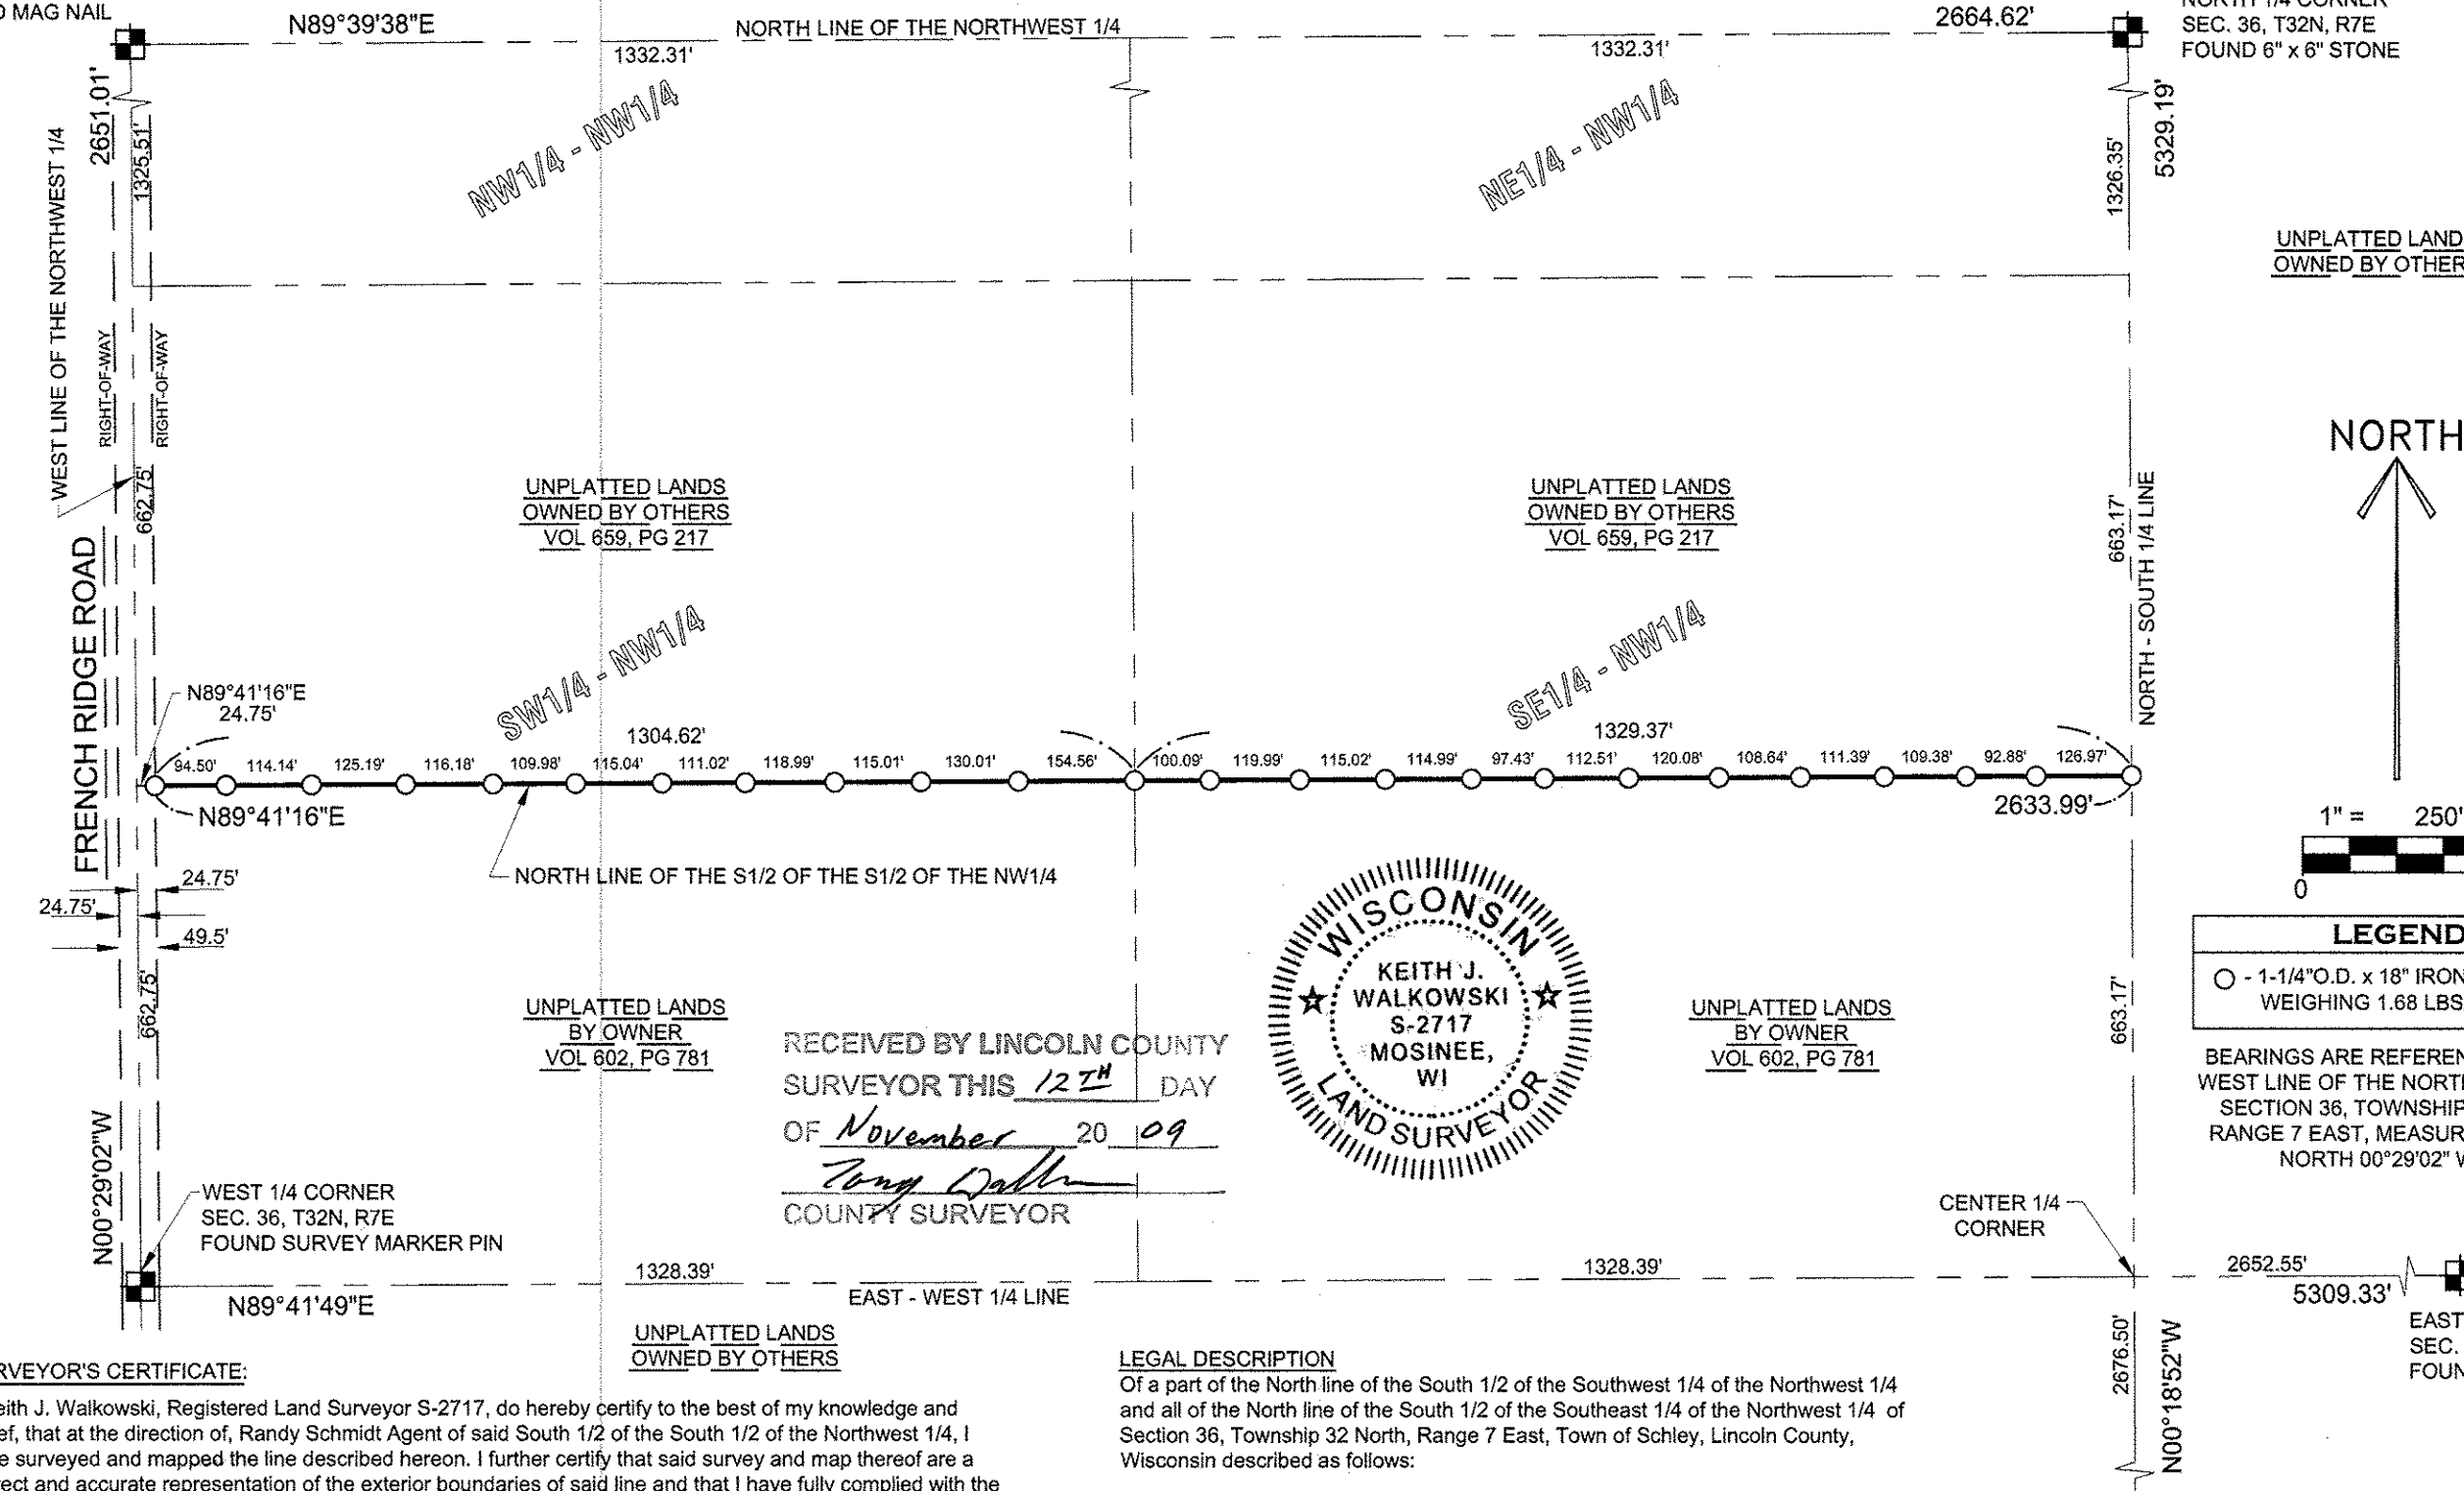 D MAG NAIL
N89°39'38"E
NORTH LINE OF THE NORTHWEST 1/4
2664.62'
NORTH 1/4 CORNER
SEC. 36, T32N, R7E
FOUND 6" x 6" STONE
1332.31'
1332.31'
2651.01'
1325.51'
WEST LINE OF THE NORTHWEST 1/4
NW1/4 - NW1/4
NE1/4 - NW1/4
1326.35'
5329.19'
UNPLATTED LAND
OWNED BY OTHER
RIGHT-OF-WAY
RIGHT-OF-WAY
662.75'
UNPLATTED LANDS
OWNED BY OTHERS
VOL 659, PG 217
UNPLATTED LANDS
OWNED BY OTHERS
VOL 659, PG 217
663.17'
NORTH - SOUTH 1/4 LINE
NORTH
FRENCH RIDGE ROAD
SW1/4 - NW1/4
SE1/4 - NW1/4
N89°41'16"E
24.75'
1304.62'
1329.37'
94.50' 114.14' 125.19' 116.18' 109.98' 115.04' 111.02' 118.99' 115.01' 130.01' 154.56' 100.09' 119.99' 115.02' 114.99' 97.43' 112.51' 120.08' 108.64' 111.39' 109.38' 92.88' 126.97'
N89°41'16"E
2633.99'
1" = 250'
0
NORTH LINE OF THE S1/2 OF THE S1/2 OF THE NW1/4
24.75'
24.75'
49.5'
662.75'
UNPLATTED LANDS
BY OWNER
VOL 602, PG 781
RECEIVED BY LINCOLN COUNTY
SURVEYOR THIS 12TH DAY
OF November 20 09
COUNTY SURVEYOR
WISCONSIN
KEITH J.
WALKOWSKI
S-2717
MOSINEE,
WI
LAND SURVEYOR
UNPLATTED LANDS
BY OWNER
VOL 602, PG 781
663.17'
LEGEND
- 1-1/4"O.D. x 18" IRON
WEIGHING 1.68 LBS
BEARINGS ARE REFEREN
WEST LINE OF THE NORT
SECTION 36, TOWNSHIP
RANGE 7 EAST, MEASUR
NORTH 00°29'02" W
N00°29'02"W
WEST 1/4 CORNER
SEC. 36, T32N, R7E
FOUND SURVEY MARKER PIN
CENTER 1/4
CORNER
N89°41'49"E
1328.39'
EAST - WEST 1/4 LINE
1328.39'
2652.55'
5309.33'
EAST
SEC.
FOUN
UNPLATTED LANDS
OWNED BY OTHERS
2676.50'
N00°18'52"W
RVEYOR'S CERTIFICATE:
eith J. Walkowski, Registered Land Surveyor S-2717, do hereby certify to the best of my knowledge and
ef, that at the direction of, Randy Schmidt Agent of said South 1/2 of the South 1/2 of the Northwest 1/4, I
e surveyed and mapped the line described hereon. I further certify that said survey and map thereof are a
rect and accurate representation of the exterior boundaries of said line and that I have fully complied with the
LEGAL DESCRIPTION
Of a part of the North line of the South 1/2 of the Southwest 1/4 of the Northwest 1/4
and all of the North line of the South 1/2 of the Southeast 1/4 of the Northwest 1/4 of
Section 36, Township 32 North, Range 7 East, Town of Schley, Lincoln County,
Wisconsin described as follows: